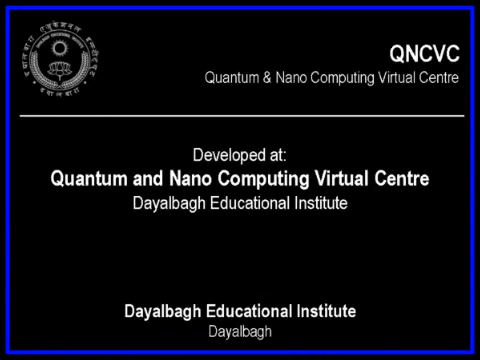 QNCVC
Quantum & Nano Computing Virtual Centre
Developed at:
Quantum and Nano Computing Virtual Centre
Dayalbagh Educational Institute
Dayalbagh Educational Institute
Dayalbagh